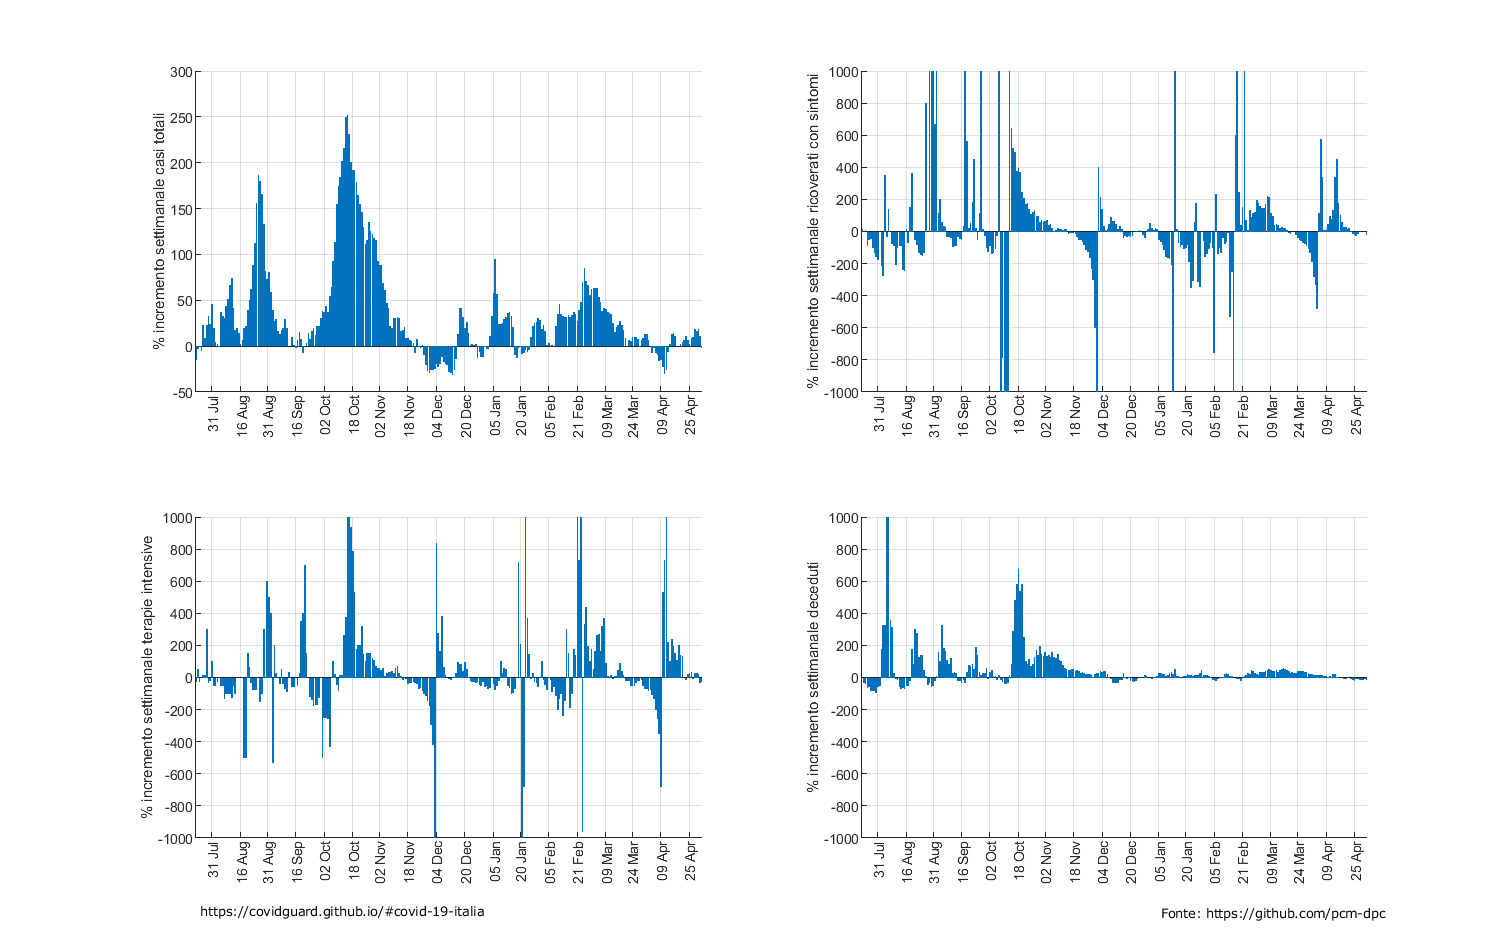 % incremento settimanale casi totali
300
250
200
150
100
50
0
-50
31 Jul
16 Aug
31 Aug
16 Sep
02 Oct
18 Oct
02 Nov
18 Nov
04 Dec
20 Dec
05 Jan
20 Jan
05 Feb
21 Feb
09 Mar
24 Mar
09 Apr
25 Apr
% incremento settimanale ricoverati con sintomi
1000
800
600
400
200
0
-200
-400
-600
-800
-1000
31 Jul
16 Aug
31 Aug
16 Sep
02 Oct
18 Oct
02 Nov
18 Nov
04 Dec
20 Dec
05 Jan
20 Jan
05 Feb
21 Feb
09 Mar
24 Mar
09 Apr
25 Apr
% incremento settimanale terapie intensive
1000
800
600
400
200
0
-200
-400
-600
-800
-1000
31 Jul
16 Aug
31 Aug
16 Sep
02 Oct
18 Oct
02 Nov
18 Nov
04 Dec
20 Dec
05 Jan
20 Jan
05 Feb
21 Feb
09 Mar
24 Mar
09 Apr
25 Apr
% incremento settimanale deceduti
1000
800
600
400
200
0
-200
-400
-600
-800
-1000
31 Jul
16 Aug
31 Aug
16 Sep
02 Oct
18 Oct
02 Nov
18 Nov
04 Dec
20 Dec
05 Jan
20 Jan
05 Feb
21 Feb
09 Mar
24 Mar
09 Apr
25 Apr
https://covidguard.github.io/#covid-19-italia
Fonte: https://github.com/pcm-dpc